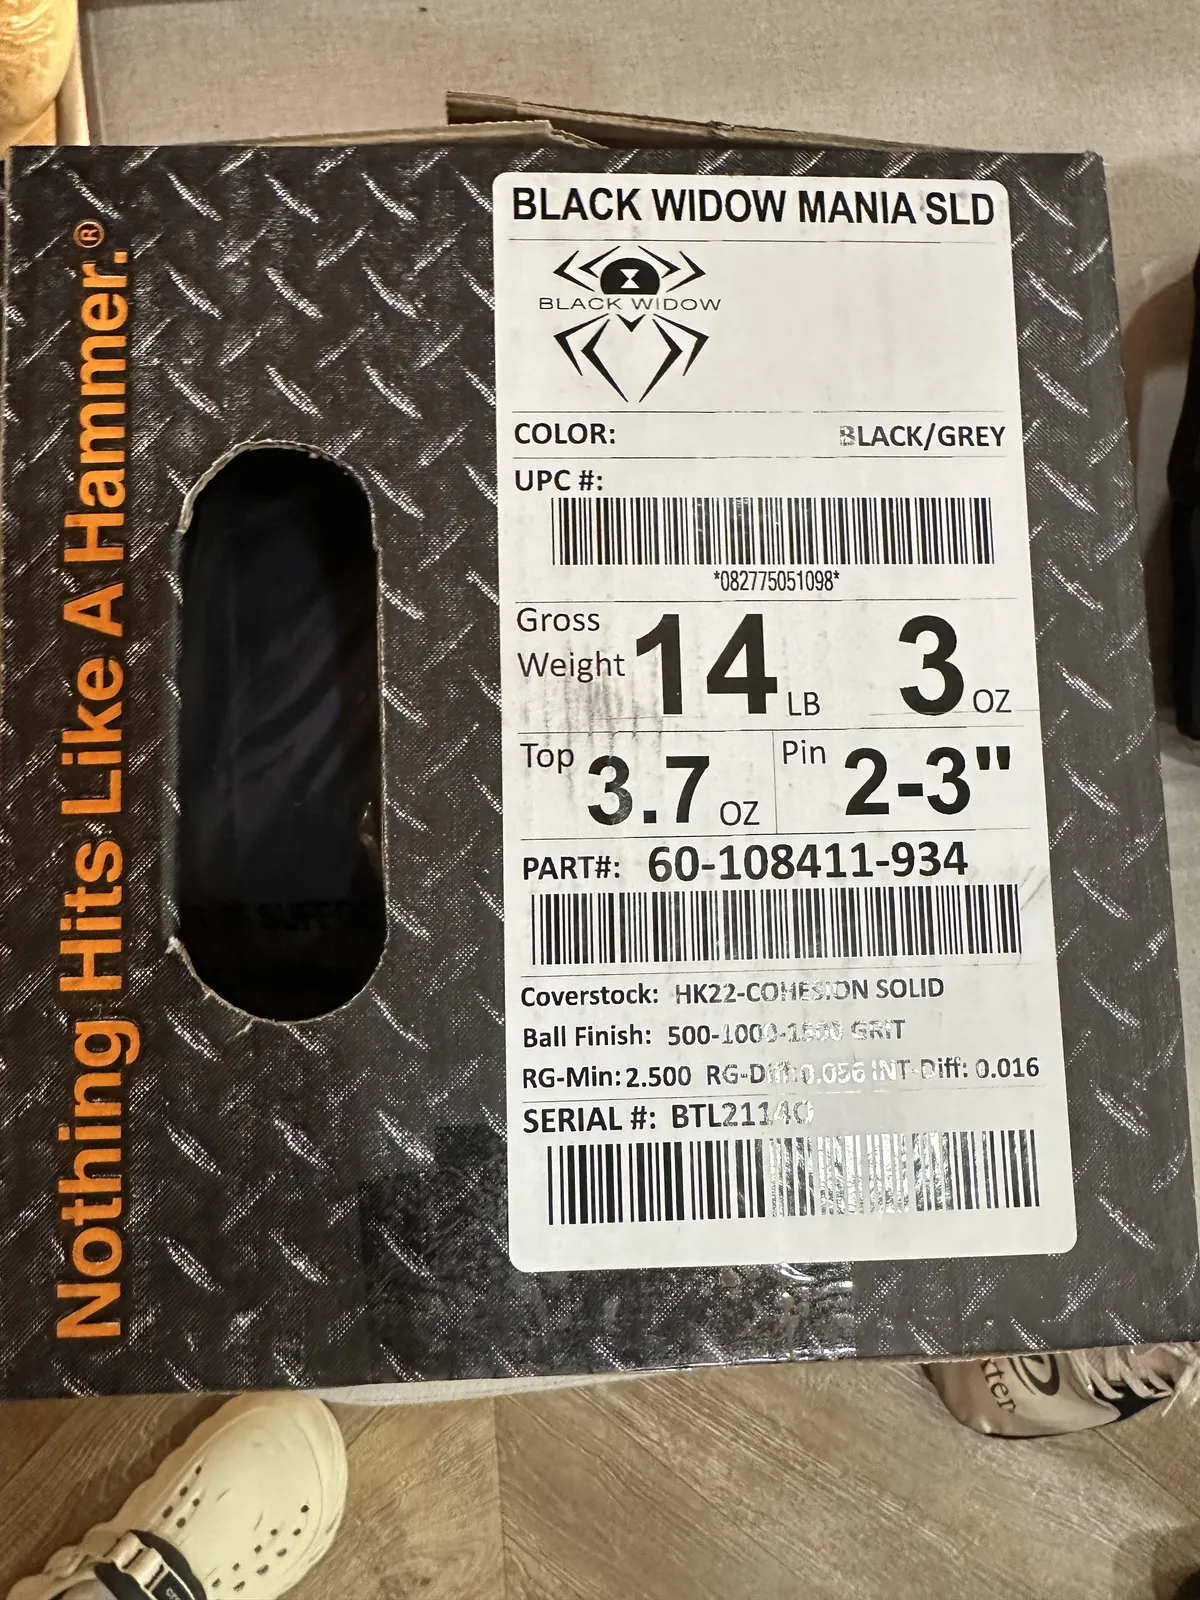 Nothing Hits Like A Hammer.®
BLACK WIDOW MANIA SLD
BLACK WIDOW
COLOR: BLACK/GREY
UPC #:
*082775051098*
Gross Weight 14 LB 3 OZ
Top 3.7 OZ Pin 2-3"
PART#: 60-108411-934
Coverstock: HK22-COHESION SOLID
Ball Finish: 500-1000-1500 GRIT
RG-Min: 2.500 RG-Diff: 0.056 INT-Diff: 0.016
SERIAL #: BTL2114O